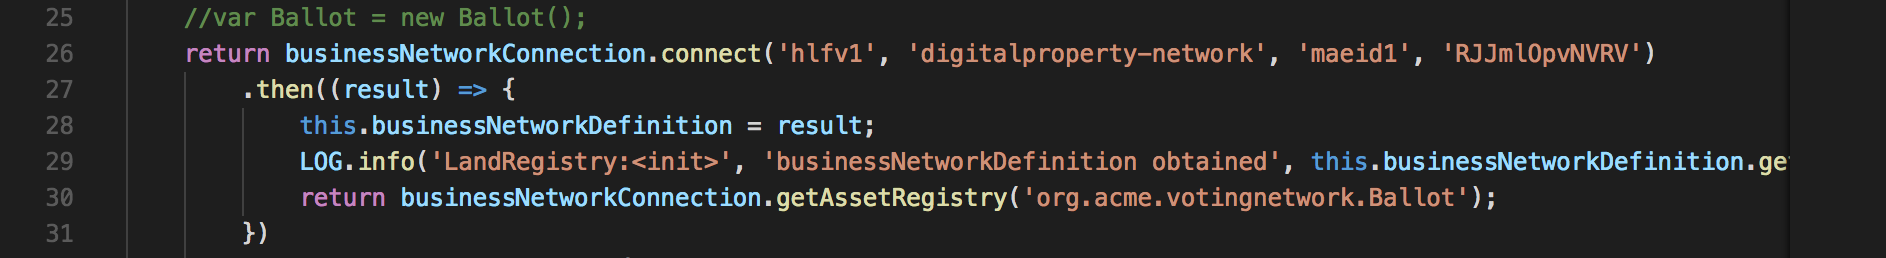 25 //var Ballot = new Ballot();
26 return businessNetworkConnection.connect('hlfv1', 'digitalproperty-network', 'maeid1', 'RJJmlOpvNVRV')
27 .then((result) => {
28 this.businessNetworkDefinition = result;
29 LOG.info('LandRegistry:<init>', 'businessNetworkDefinition obtained', this.businessNetworkDefinition.ge
30 return businessNetworkConnection.getAssetRegistry('org.acme.votingnetwork.Ballot');
31 })